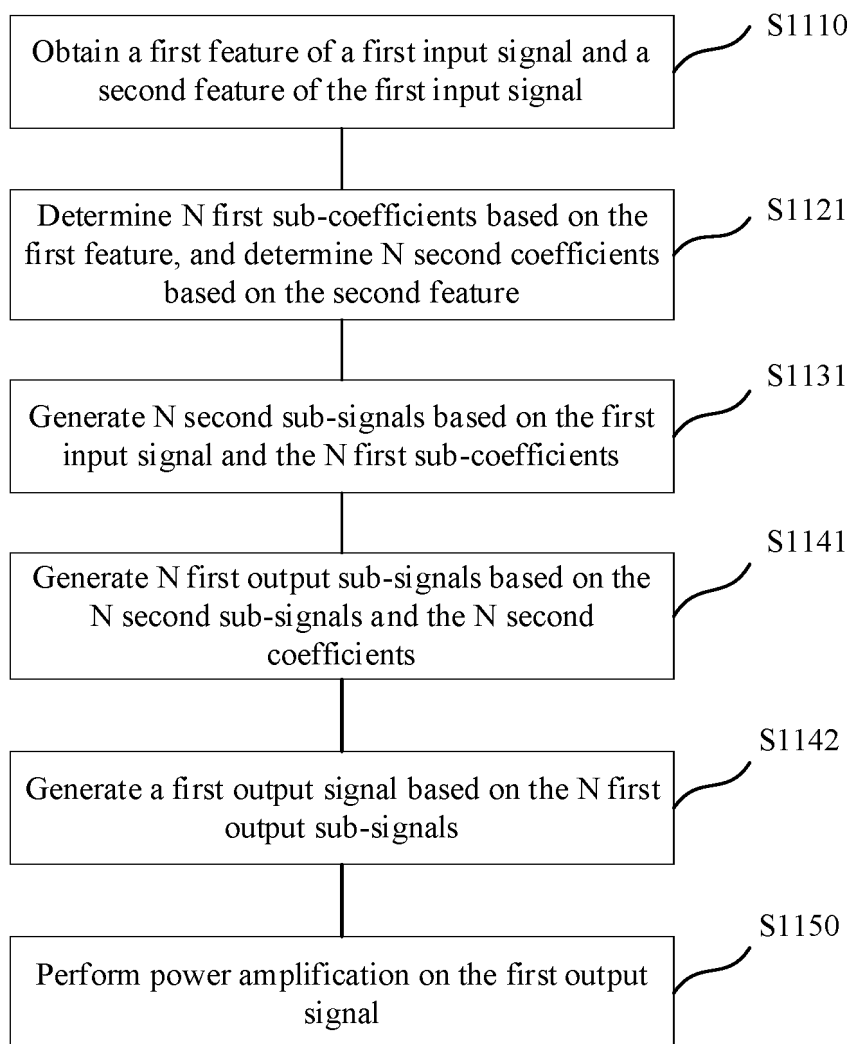 S1110
Obtain a first feature of a first input signal and a
second feature of the first input signal
S1121
Determine N first sub-coefficients based on the
first feature, and determine N second coefficients
based on the second feature
S1131
Generate N second sub-signals based on the first
input signal and the N first sub-coefficients
S1141
Generate N first output sub-signals based on the
N second sub-signals and the N second
coefficients
S1142
Generate a first output signal based on the N first
output sub-signals
S1150
Perform power amplification on the first output
signal